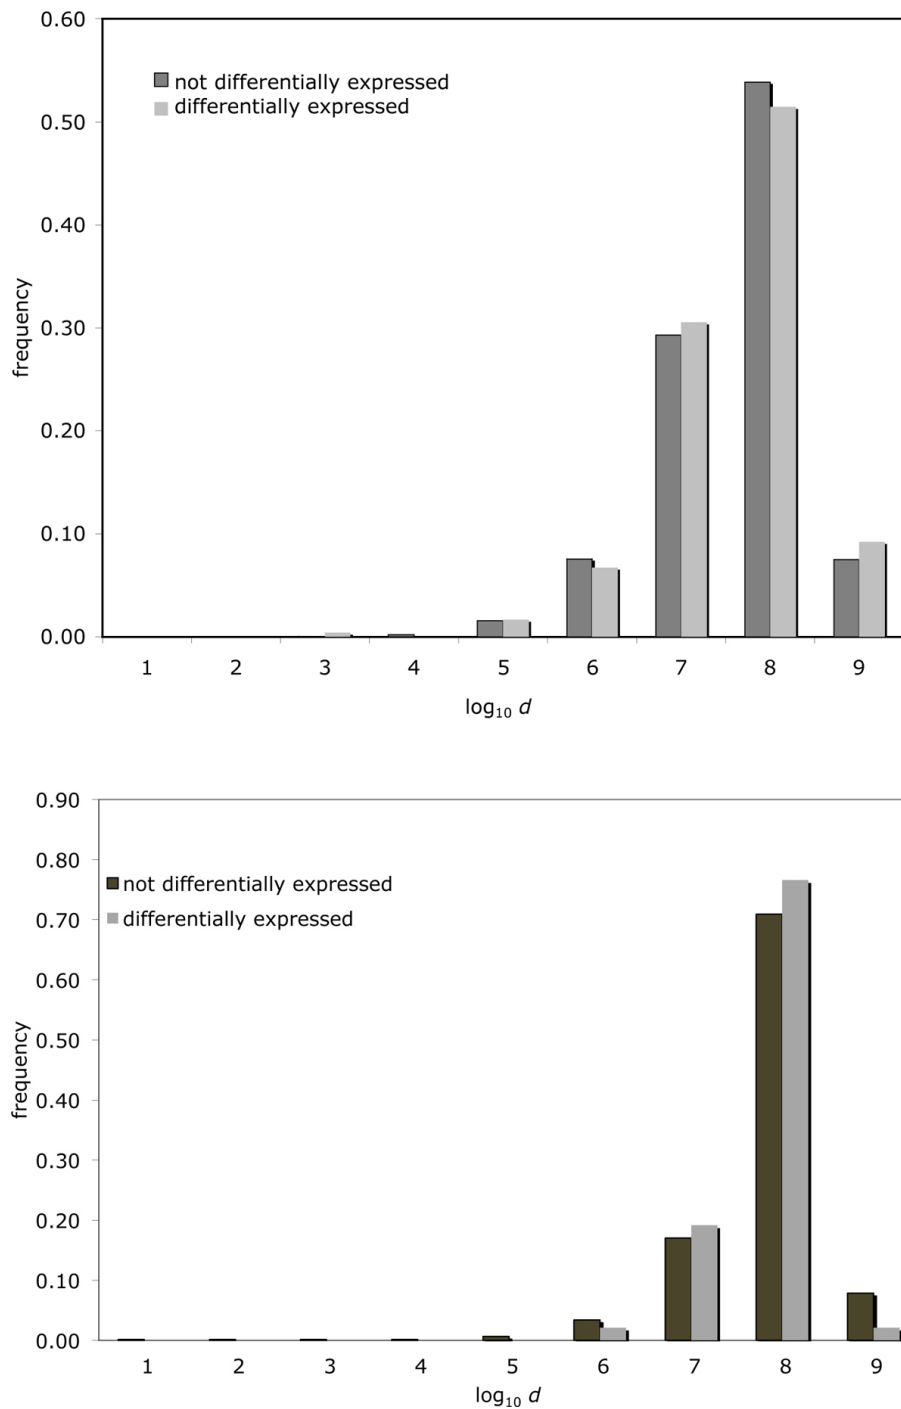 0.60
not differentially expressed
differentially expressed
0.50
0.40
0.30
0.20
0.10
0.00
frequency
1 2 3 4 5 6 7 8 9
log₁₀ d
0.90
0.80
not differentially expressed
differentially expressed
0.70
0.60
0.50
0.40
0.30
0.20
0.10
0.00
frequency
1 2 3 4 5 6 7 8 9
log₁₀ d